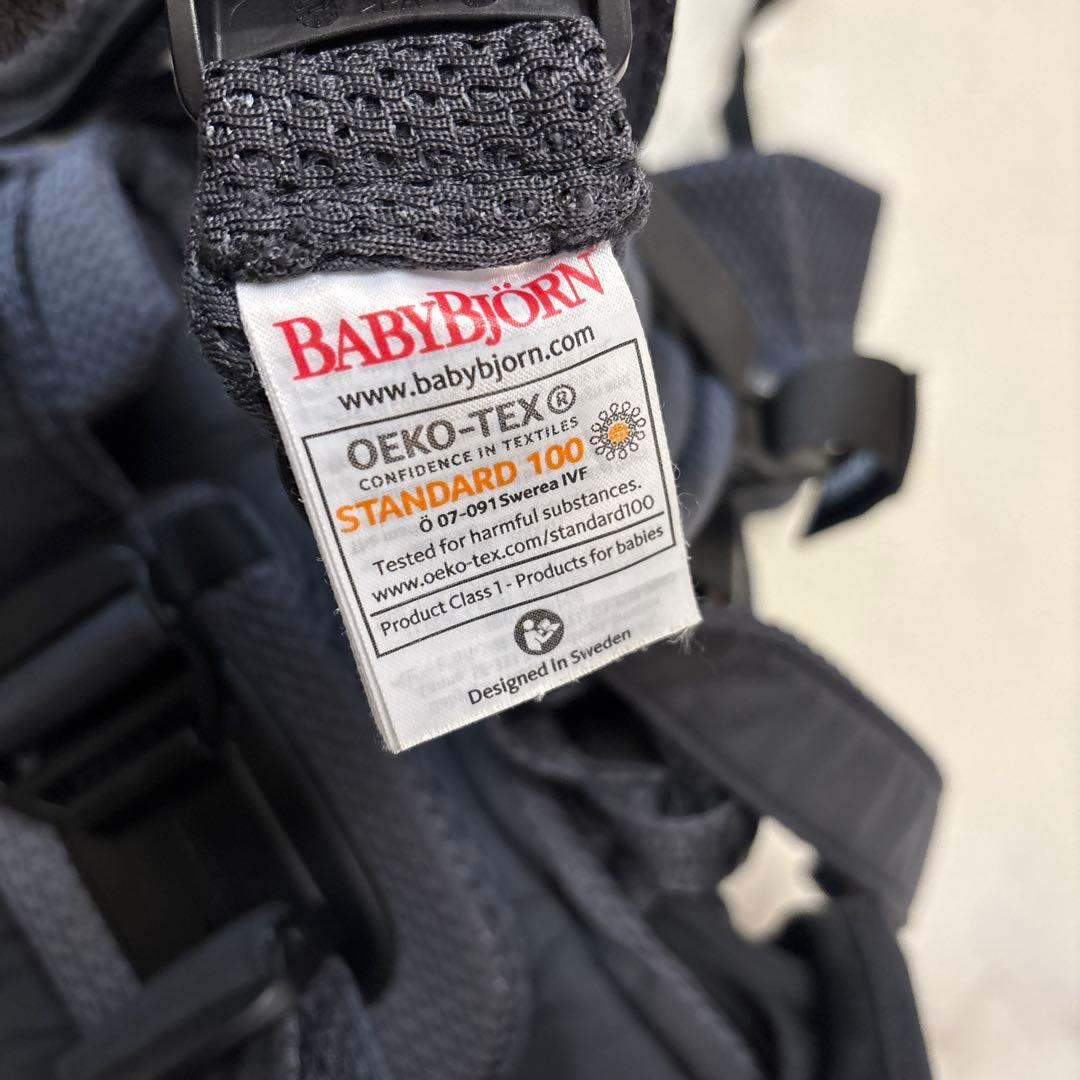 BABYBJÖRN
www.babybjorn.com
OEKO-TEX®
CONFIDENCE IN TEXTILES
STANDARD 100
Ö 07-091 Swerea IVF
Tested for harmful substances.
www.oeko-tex.com/standard100
Product Class 1 - Products for babies
Designed in Sweden